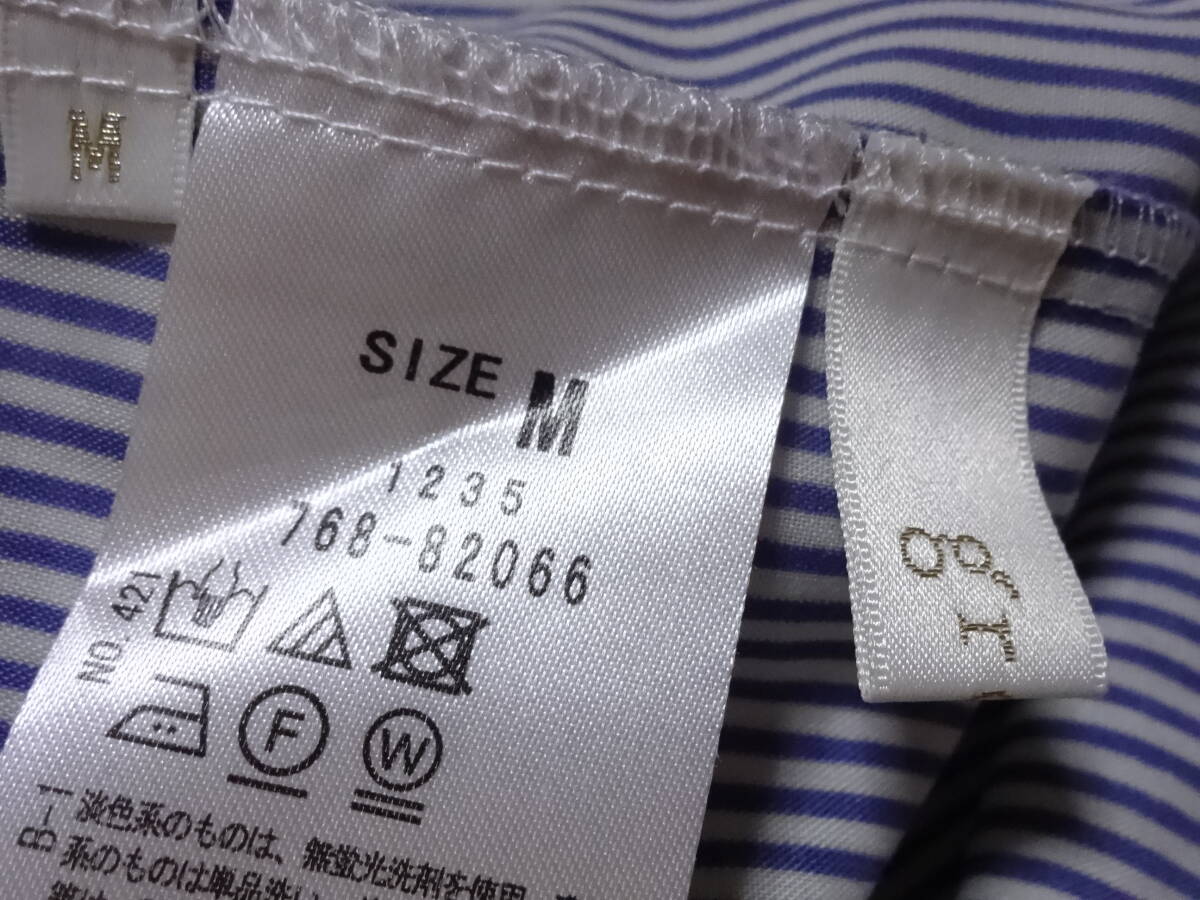 M
SIZE M
1235
768-82066
NO.421
F
W
B-1
淡色系のものは、無蛍光洗剤を使用
系のものは単品洗い
g.r